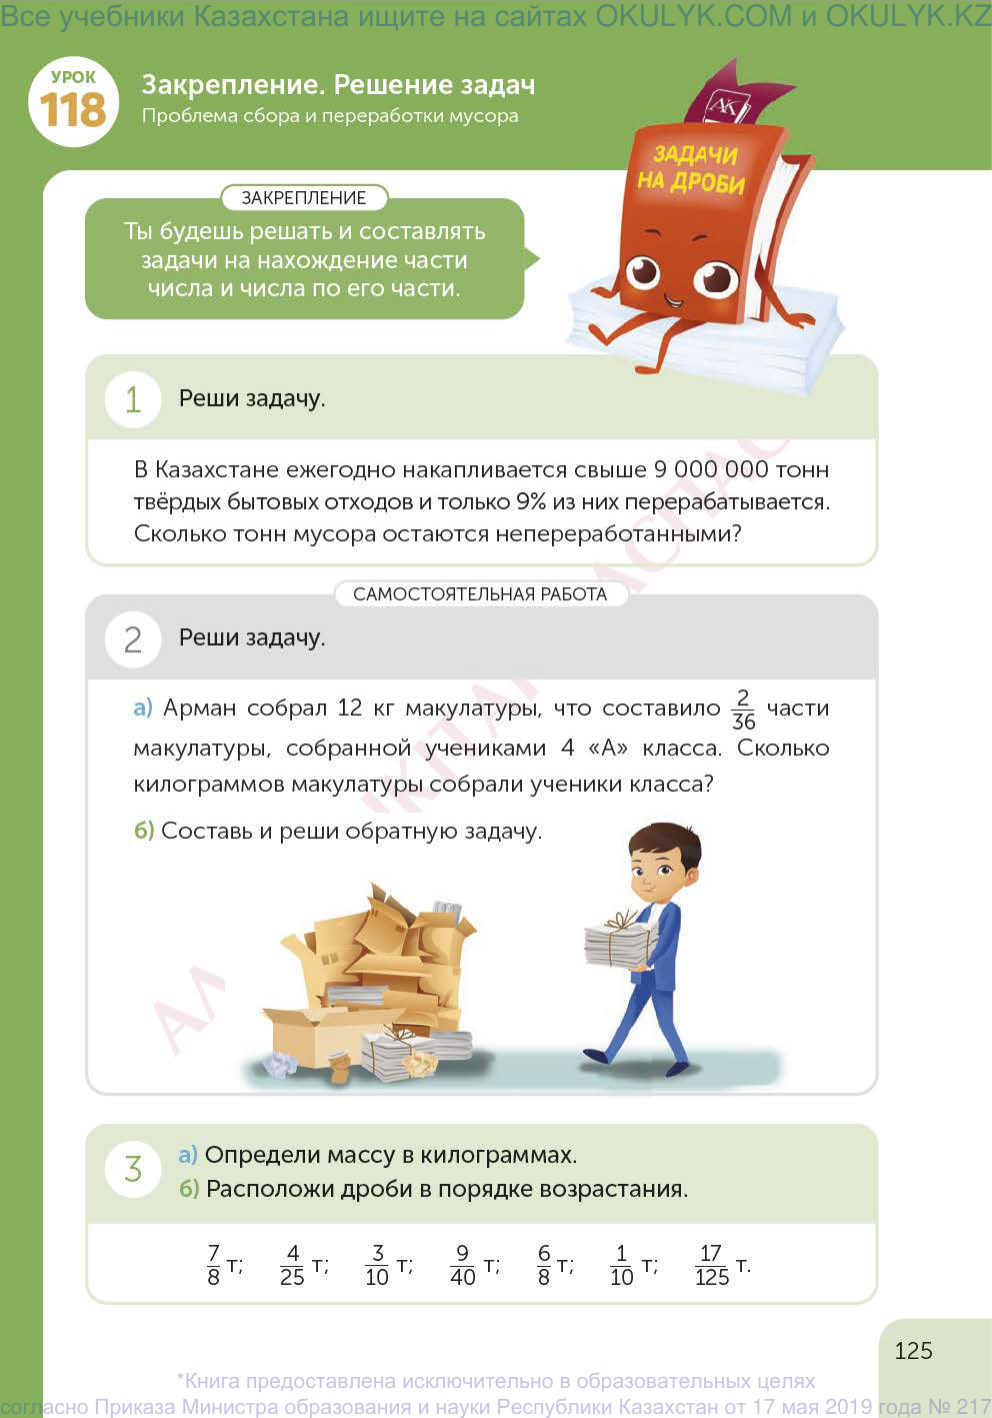 Все учебники Казахстана ищите на сайтах OKULYK.COM и OKULYK.KZ
УРОК
118
Закрепление. Решение задач
Проблема сбора и переработки мусора
АК
ЗАДАЧИ
НА ДРОБИ
ЗАКРЕПЛЕНИЕ
Ты будешь решать и составлять
задачи на нахождение части
числа и числа по его части.
1 Реши задачу.
В Казахстане ежегодно накапливается свыше 9 000 000 тонн
твёрдых бытовых отходов и только 9% из них перерабатывается.
Сколько тонн мусора остаются непереработанными?
САМОСТОЯТЕЛЬНАЯ РАБОТА
2 Реши задачу.
а) Арман собрал 12 кг макулатуры, что составило 2/36 части
макулатуры, собранной учениками 4 «А» класса. Сколько
килограммов макулатуры собрали ученики класса?
б) Составь и реши обратную задачу.
3 а) Определи массу в килограммах.
б) Расположи дроби в порядке возрастания.
7/8 т; 4/25 т; 3/10 т; 9/40 т; 6/8 т; 1/10 т; 17/125 т.
125
*Книга предоставлена исключительно в образовательных целях
согласно Приказа Министра образования и науки Республики Казахстан от 17 мая 2019 года № 217